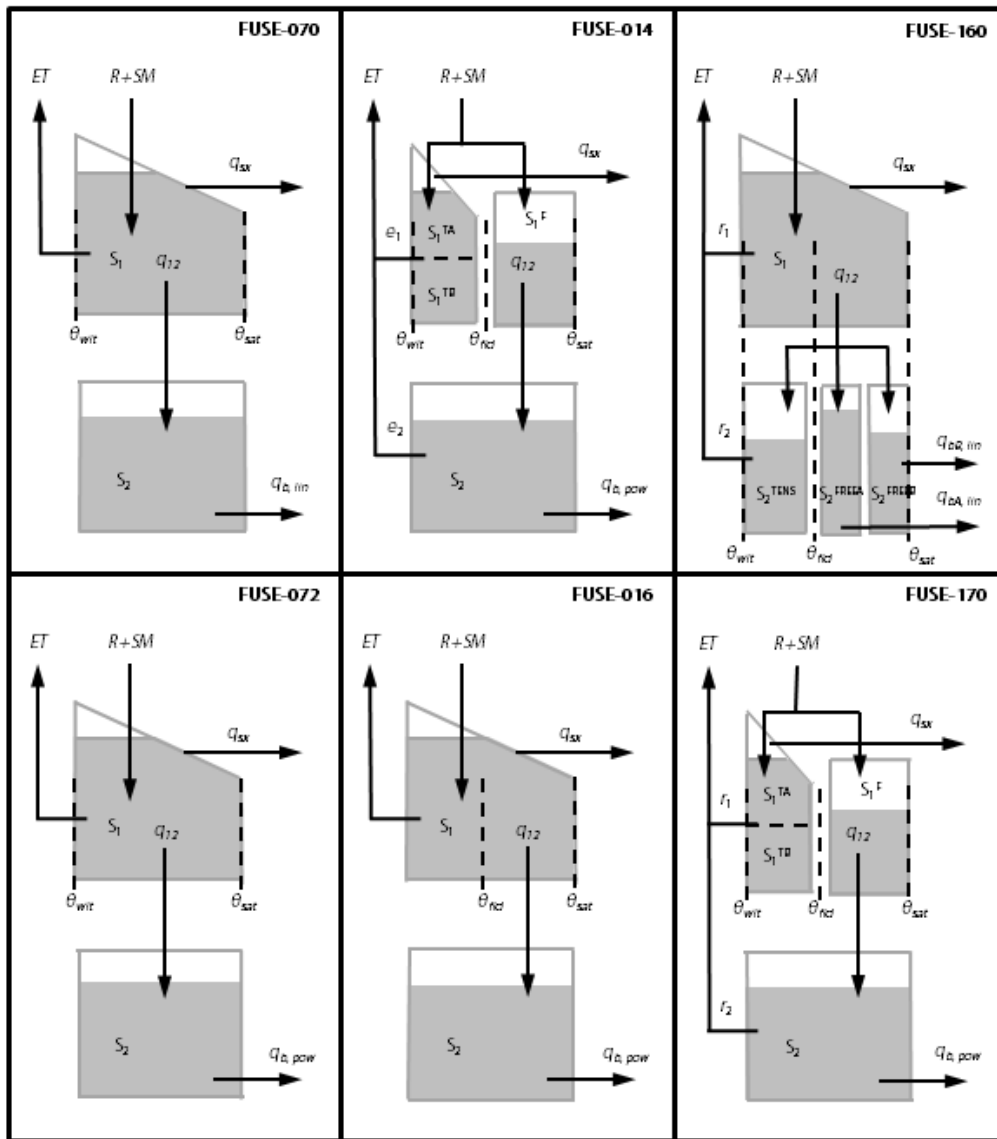 FUSE-070
ET R+SM
q_sx
S_1 q_12
θ_wlt θ_sat
S_2
q_b, lin
FUSE-014
R+SM
ET
q_sx
S_1^F
e_1 S_1^TA
q_12
S_1^TB
θ_wlt θ_fld θ_sat
e_2
S_2
q_b, pow
FUSE-160
ET R+SM
q_sx
r_1
S_1 q_12
r_2
q_bB, lin
S_2^TENS S_2^FREEA S_2^FREEB
q_bA, lin
θ_wlt θ_fld θ_sat
FUSE-072
ET R+SM
q_sx
S_1 q_12
θ_wlt θ_sat
S_2
q_b, pow
FUSE-016
ET R+SM
q_sx
S_1 q_12
θ_fld θ_sat
S_2
q_b, pow
FUSE-170
ET R+SM
q_sx
S_1^TA S_1^F
r_1
q_12
S_1^TB
θ_wlt θ_fld θ_sat
r_2
S_2
q_b, pow